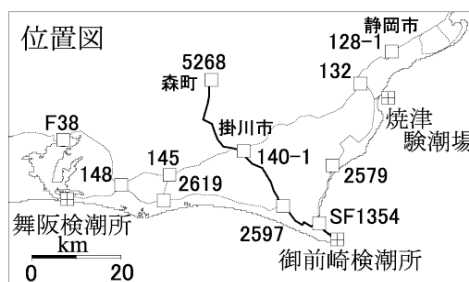 位置図
静岡市
128-1
5268
132
森町
焼津
験潮場
F38
掛川市
140-1
145
148
2579
2619
SF1354
舞阪検潮所
2597
km
御前崎検潮所
0
20